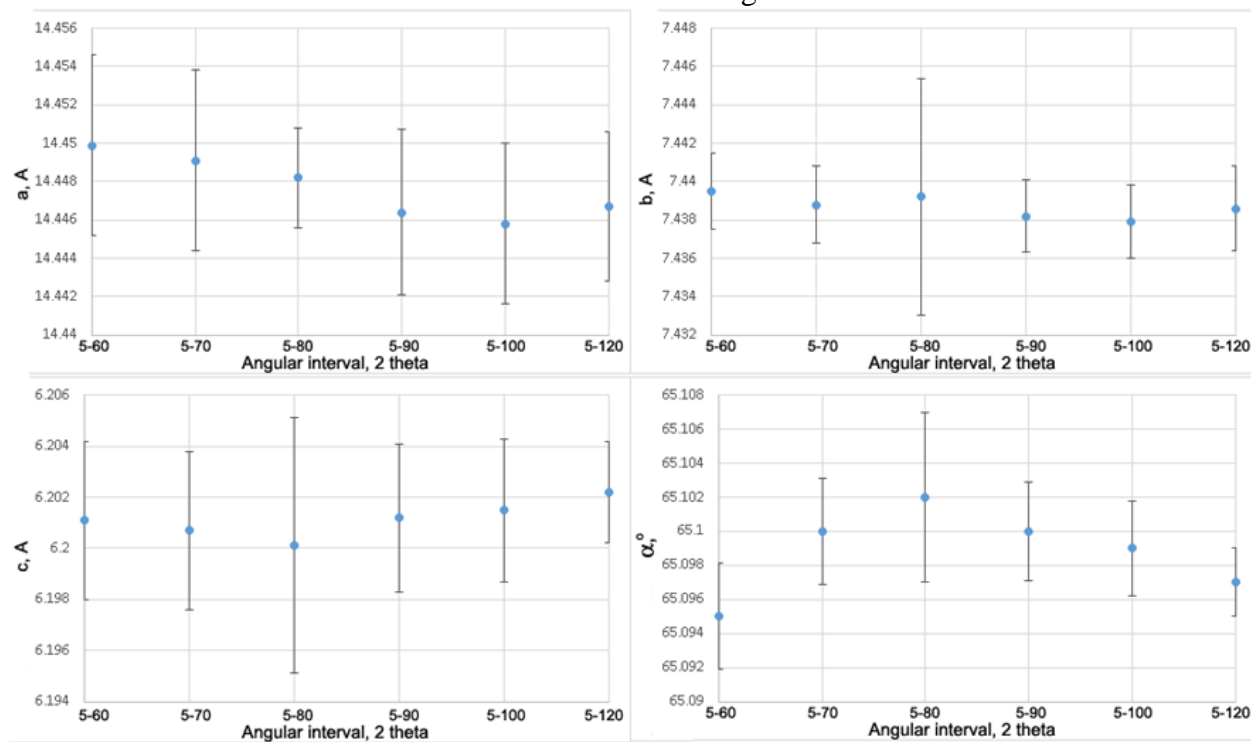 14.456
14.454
14.452
14.45
14.448
14.446
14.444
14.442
14.44
a, A
5-60 5-70 5-80 5-90 5-100 5-120
Angular interval, 2 theta
7.448
7.446
7.444
7.442
7.44
7.438
7.436
7.434
7.432
b, A
5-60 5-70 5-80 5-90 5-100 5-120
Angular interval, 2 theta
6.206
6.204
6.202
6.2
6.198
6.196
6.194
c, A
5-60 5-70 5-80 5-90 5-100 5-120
Angular interval, 2 theta
65.108
65.106
65.104
65.102
65.1
65.098
65.096
65.094
65.092
65.09
α,º
5-60 5-70 5-80 5-90 5-100 5-120
Angular interval, 2 theta